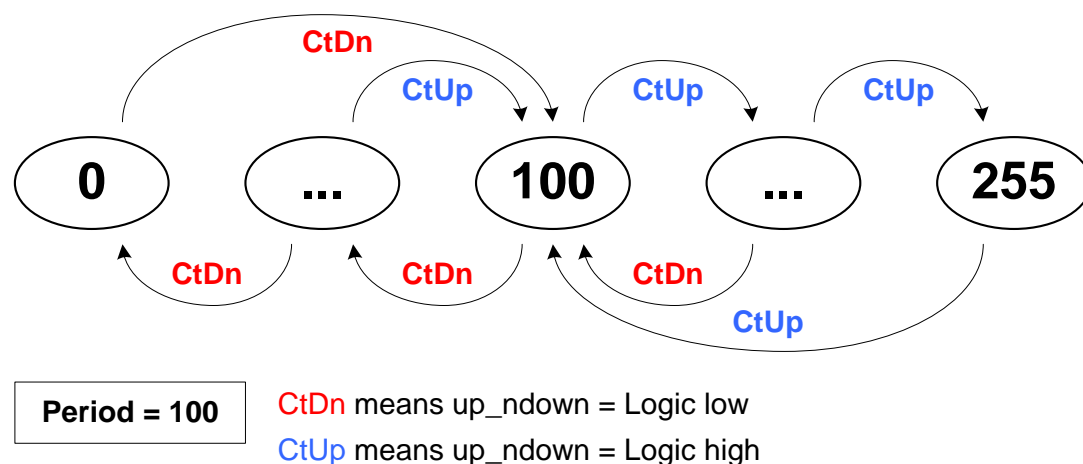 CtDn
CtUp CtUp CtUp
0 ... 100 ... 255
CtDn CtDn CtDn
CtUp
Period = 100
CtDn means up_ndown = Logic low
CtUp means up_ndown = Logic high